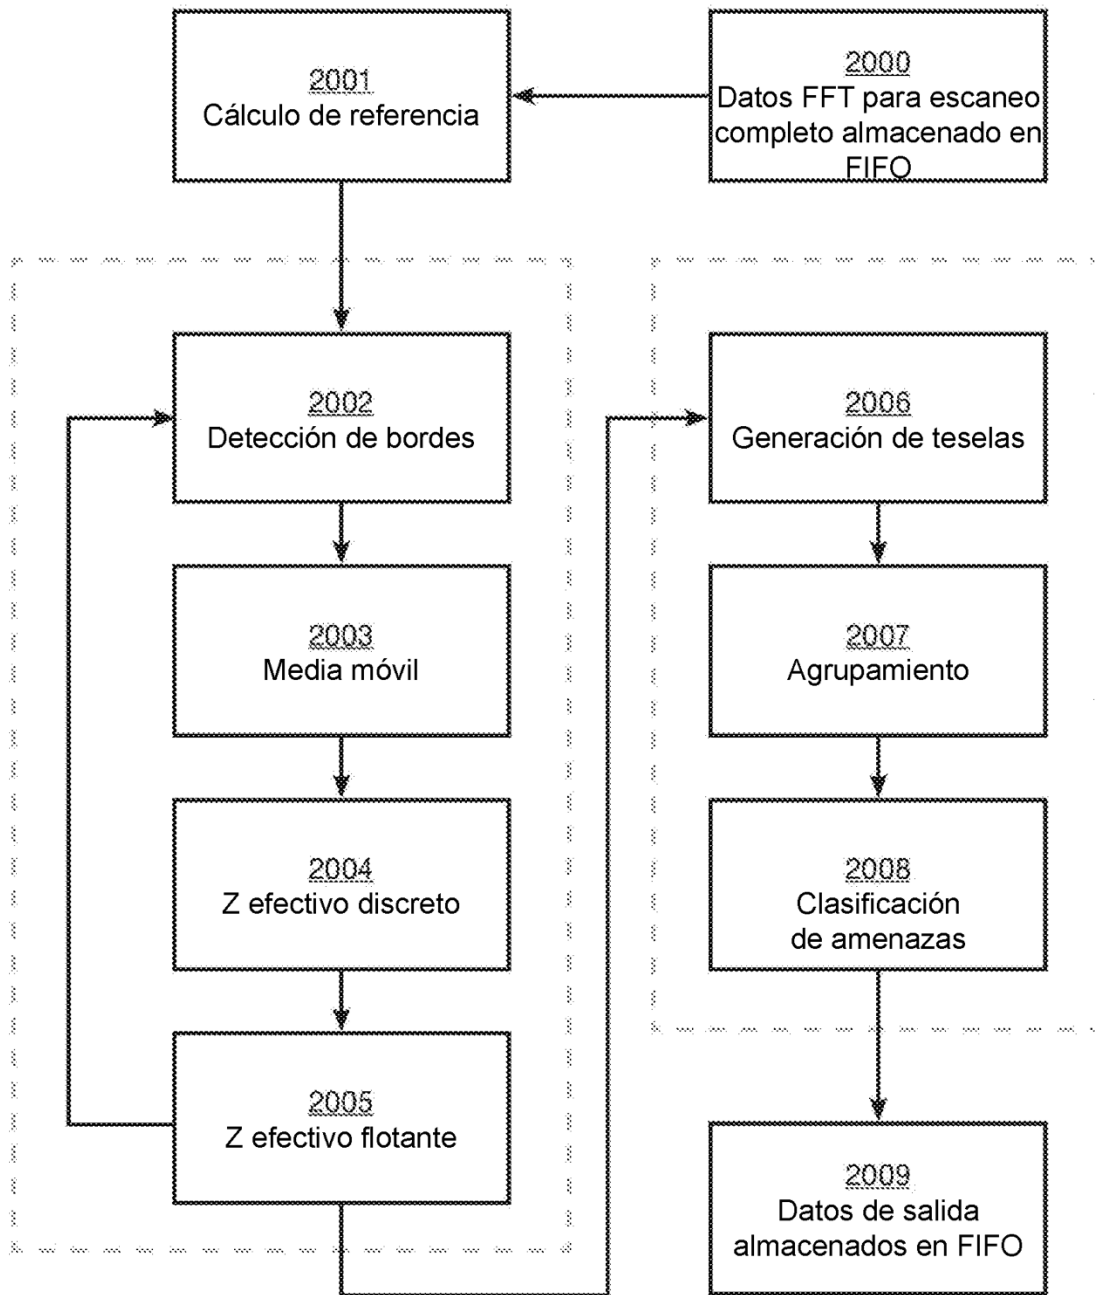 2001
Cálculo de referencia
2000
Datos FFT para escaneo
completo almacenado en
FIFO
2002
Detección de bordes
2003
Media móvil
2004
Z efectivo discreto
2005
Z efectivo flotante
2006
Generación de teselas
2007
Agrupamiento
2008
Clasificación
de amenazas
2009
Datos de salida
almacenados en FIFO